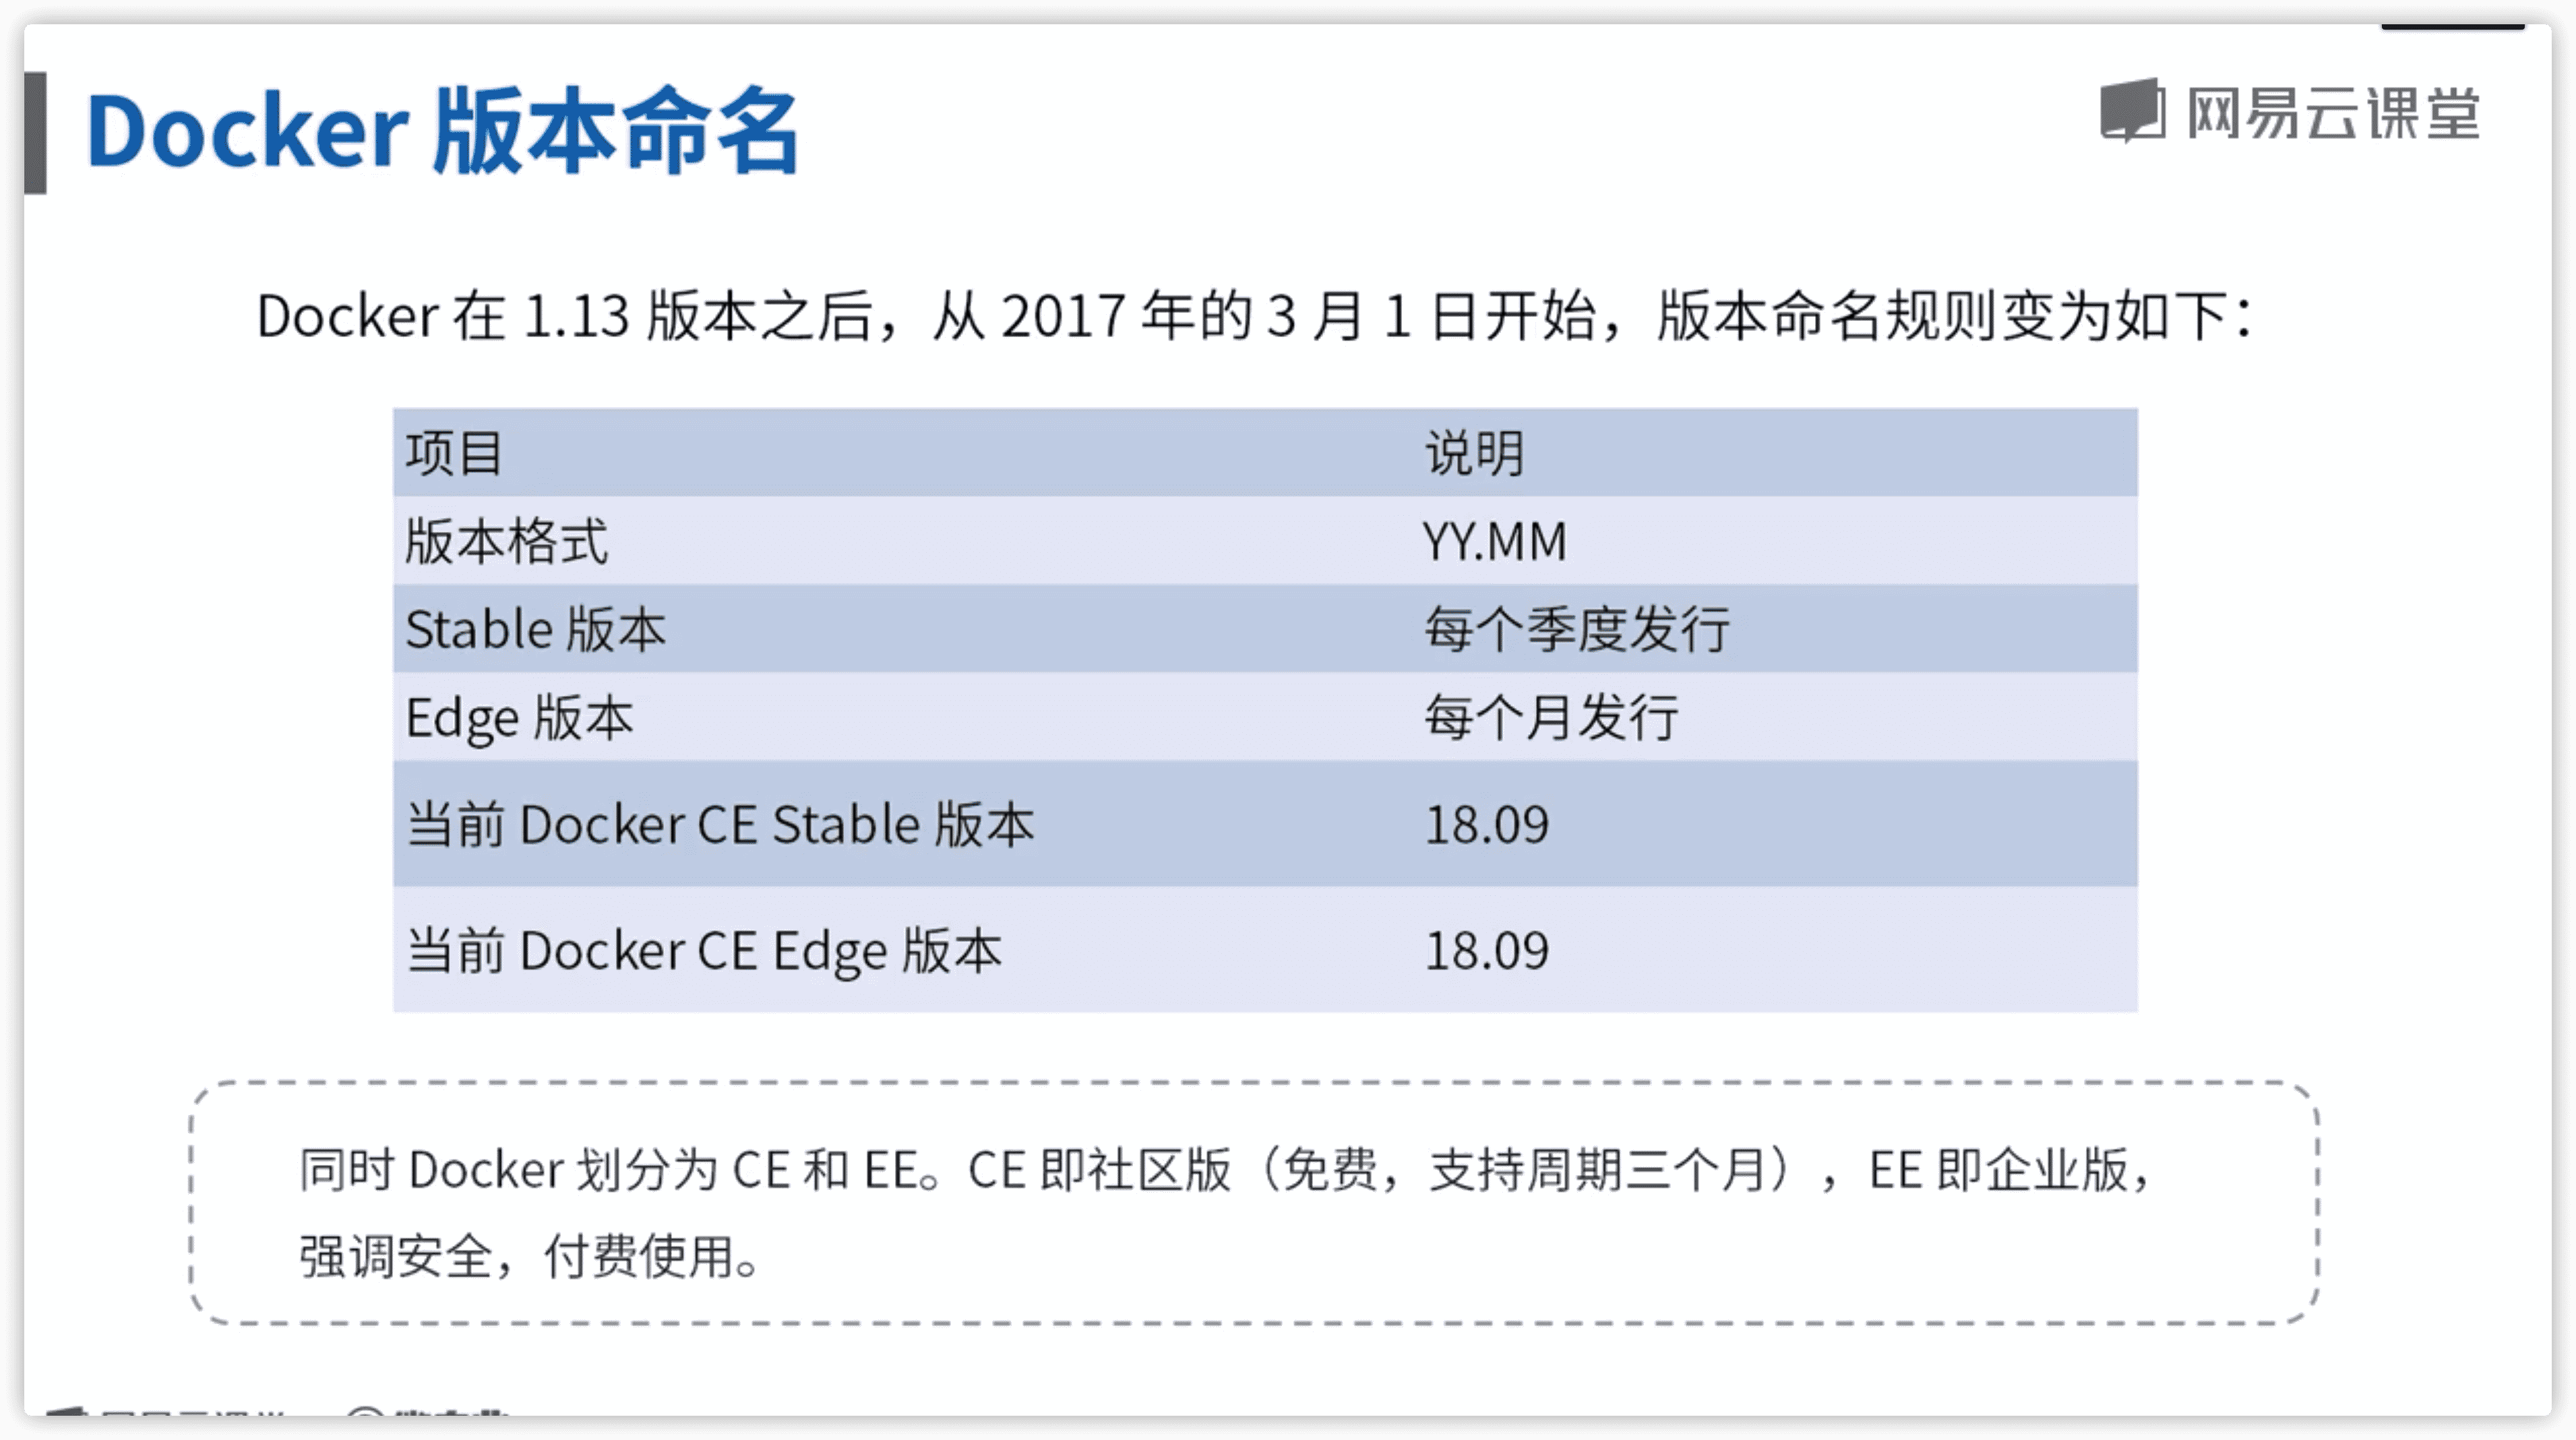 Docker 版本命名
网易云课堂
Docker 在 1.13 版本之后，从 2017 年的 3 月 1 日开始，版本命名规则变为如下：
项目 说明
版本格式 YY.MM
Stable 版本 每个季度发行
Edge 版本 每个月发行
当前 Docker CE Stable 版本 18.09
当前 Docker CE Edge 版本 18.09
同时 Docker 划分为 CE 和 EE。CE 即社区版（免费，支持周期三个月），EE 即企业版，
强调安全，付费使用。